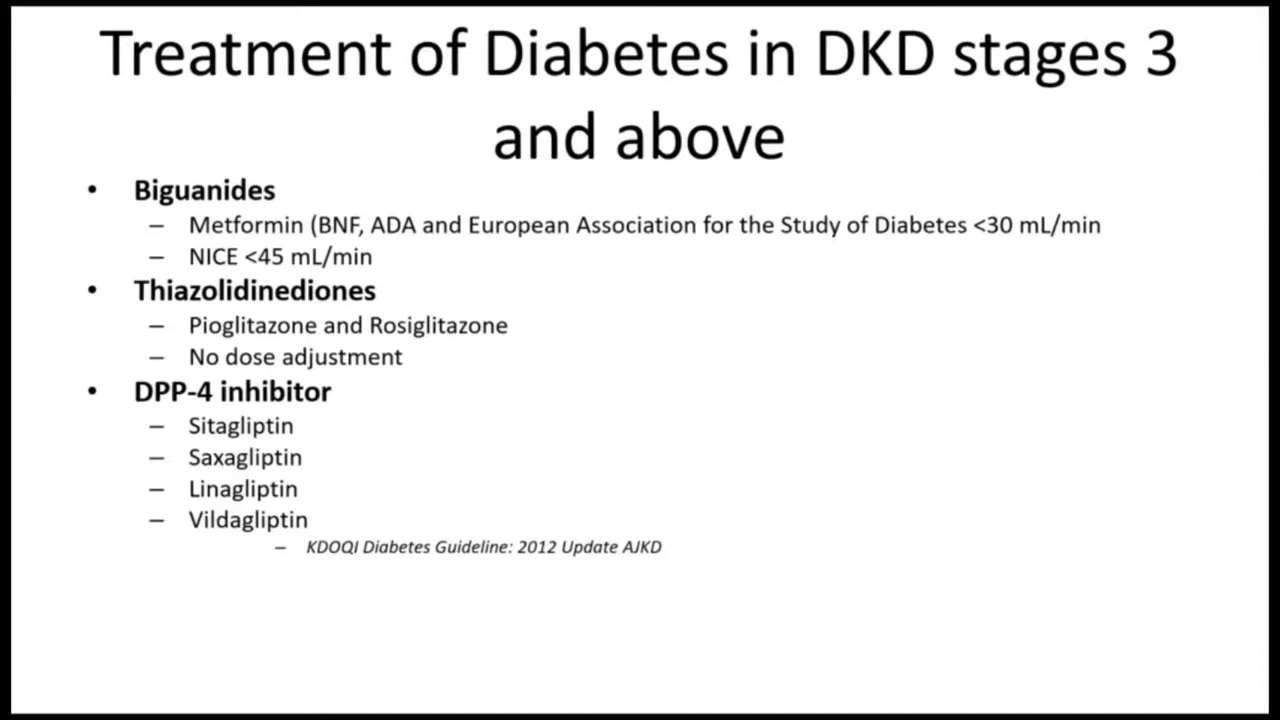 Treatment of Diabetes in DKD stages 3
and above
• Biguanides
– Metformin (BNF, ADA and European Association for the Study of Diabetes <30 mL/min
– NICE <45 mL/min
• Thiazolidinediones
– Pioglitazone and Rosiglitazone
– No dose adjustment
• DPP-4 inhibitor
– Sitagliptin
– Saxagliptin
– Linagliptin
– Vildagliptin
– KDOQI Diabetes Guideline: 2012 Update AJKD